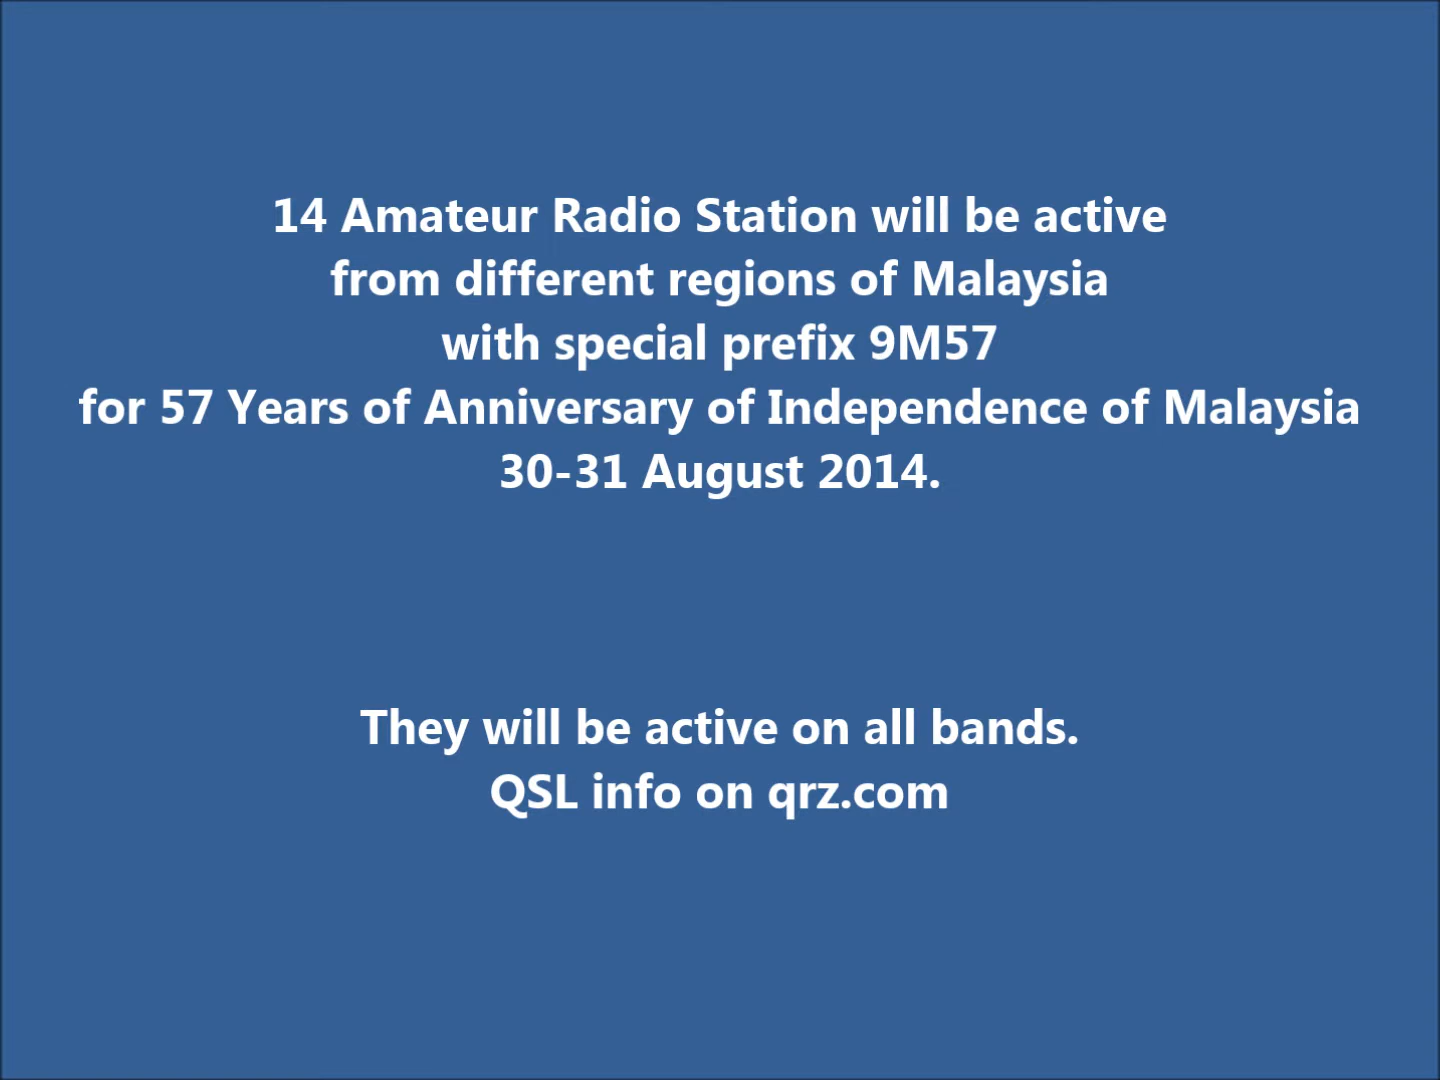 14 Amateur Radio Station will be active
from different regions of Malaysia
with special prefix 9M57
for 57 Years of Anniversary of Independence of Malaysia
30-31 August 2014.
They will be active on all bands.
QSL info on qrz.com